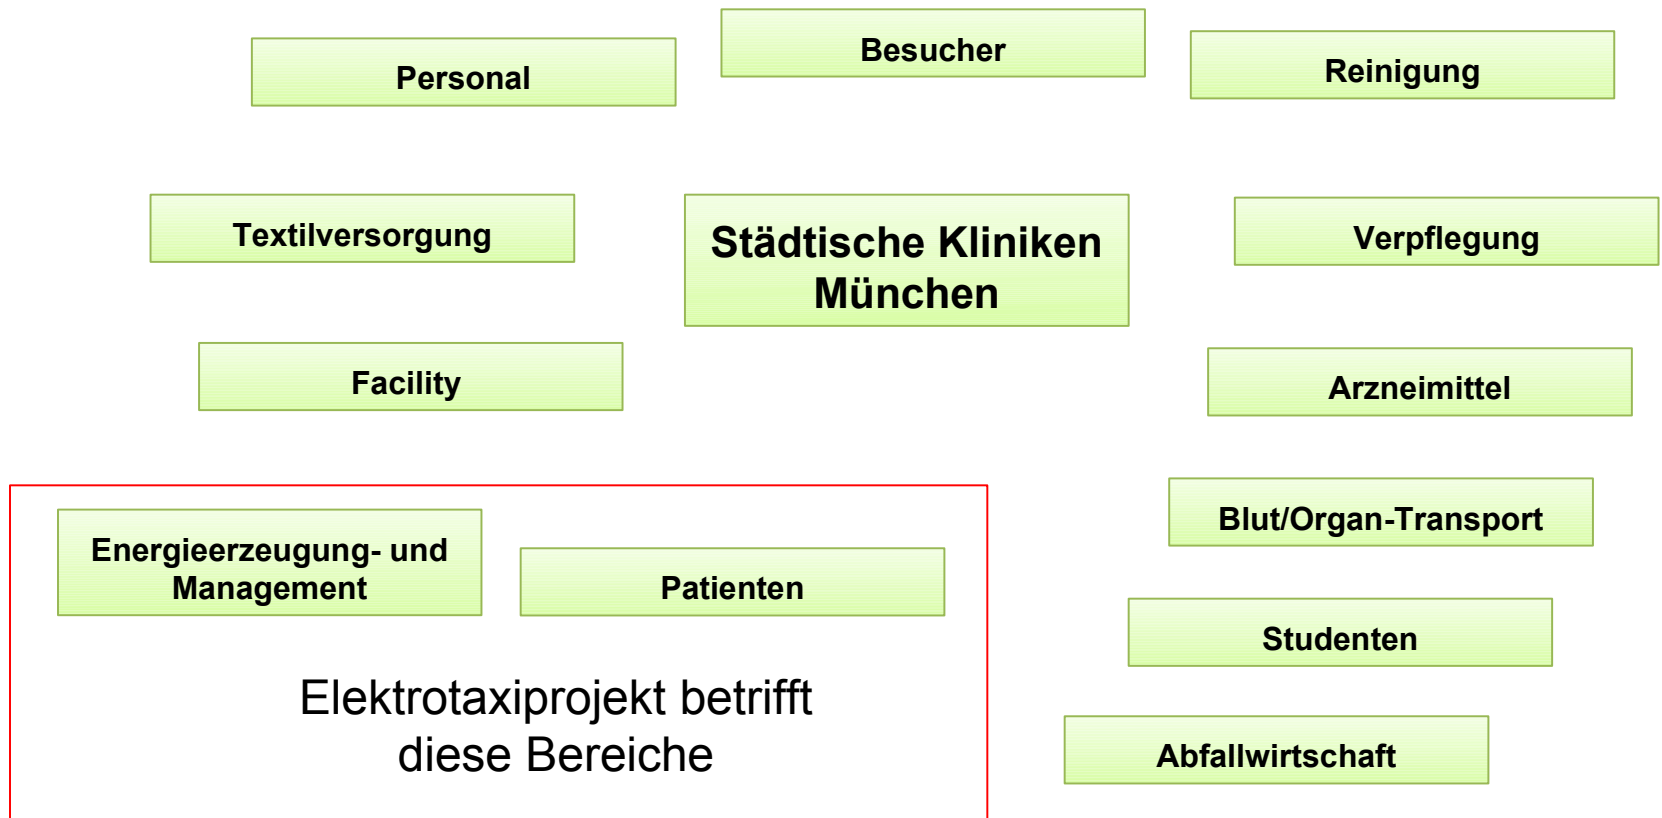 Personal
Besucher
Reinigung
Textilversorgung
Städtische Kliniken
München
Verpflegung
Facility
Arzneimittel
Energieerzeugung- und
Management
Patienten
Blut/Organ-Transport
Studenten
Elektrotaxiprojekt betrifft
diese Bereiche
Abfallwirtschaft